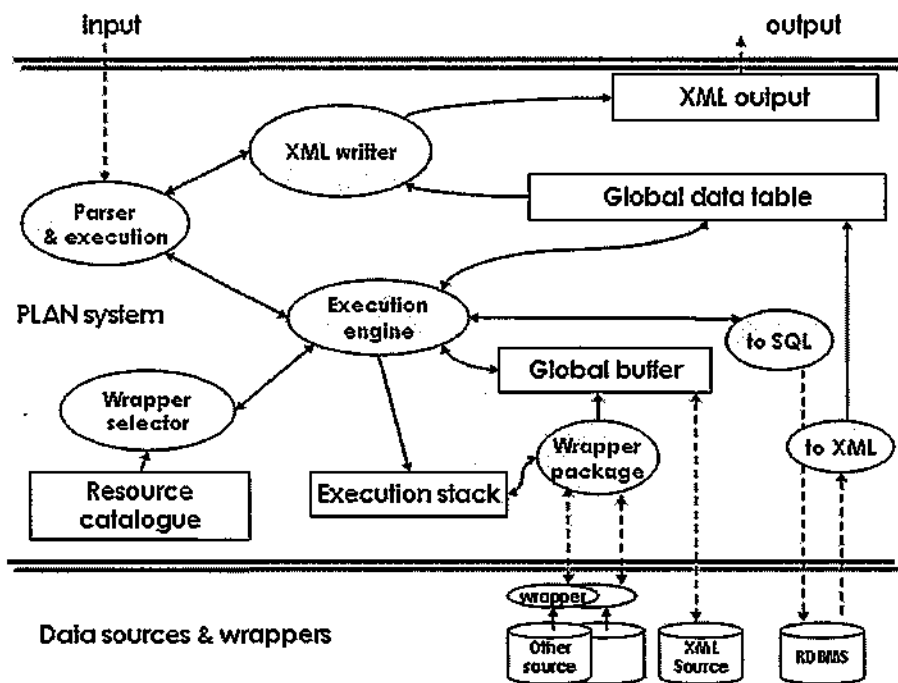 input
output
XML output
XML writter
Global data table
Parser
& execution
PLAN system
Execution
engine
to SQL
Global buffer
Wrapper
selector
Wrapper
package
to XML
Resource
catalogue
Execution stack
wrapper
Data sources & wrappers
Other
source
XML
Source
RDBMS